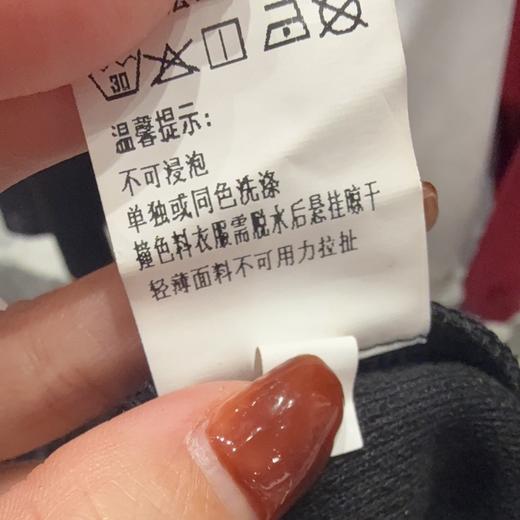 30
温馨提示:
不可浸泡
单独或同色洗涤
撞色料衣服需脱水后悬挂晾干
轻薄面料不可用力拉扯